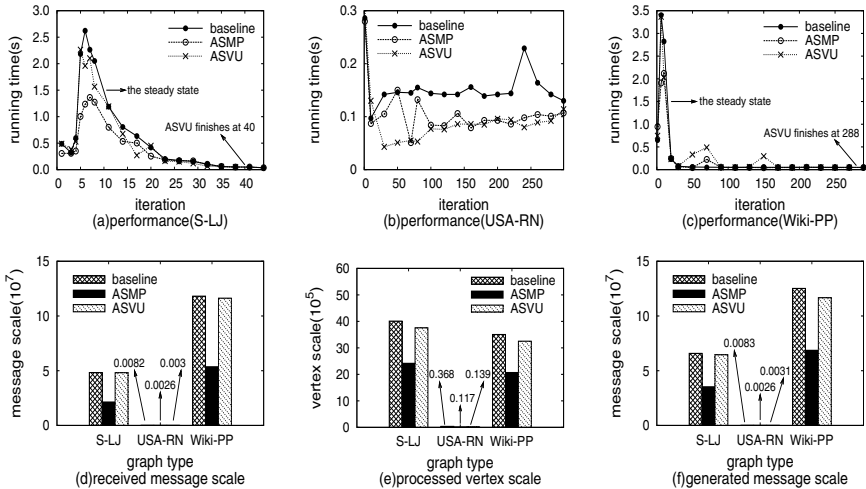 3.0
2.5
2.0
1.5
1.0
0.5
0.0
running time(s)
baseline
ASMP
ASVU
the steady state
ASVU finishes at 40
0 8 16 24 32 40
iteration
(a)performance(S-LJ)
0.3
0.2
0.1
0
running time(s)
baseline
ASMP
ASVU
0 50 100 150 200 250
iteration
(b)performance(USA-RN)
3.5
3.0
2.5
2.0
1.5
1.0
0.5
0.0
running time(s)
baseline
ASMP
ASVU
the steady state
ASVU finishes at 288
0 50 100 150 200 250
iteration
(c)performance(Wiki-PP)
15
10
5
0
message scale(10^7)
baseline
ASMP
ASVU
0.0082
0.003
0.0026
S-LJ USA-RN Wiki-PP
graph type
(d)received message scale
60
50
40
30
20
10
0
vertex scale(10^5)
baseline
ASMP
ASVU
0.368
0.139
0.117
S-LJ USA-RN Wiki-PP
graph type
(e)processed vertex scale
15
10
5
0
message scale(10^7)
baseline
ASMP
ASVU
0.0083
0.0031
0.0026
S-LJ USA-RN Wiki-PP
graph type
(f)generated message scale